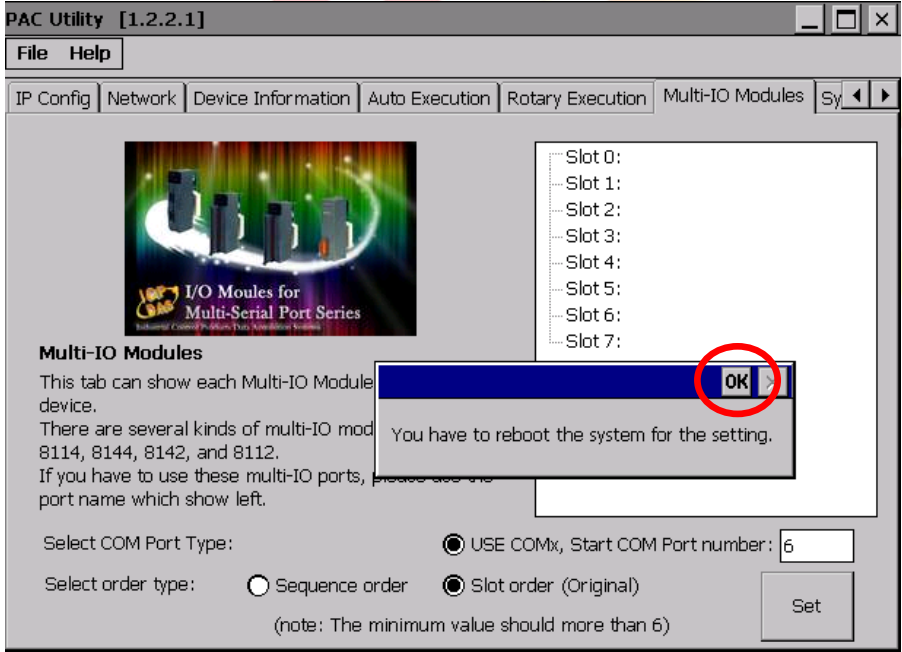 PAC Utility [1.2.2.1]
File Help
IP Config Network Device Information Auto Execution Rotary Execution Multi-IO Modules Sy
Slot 0:
Slot 1:
Slot 2:
Slot 3:
Slot 4:
Slot 5:
Slot 6:
Slot 7:
ICP
DAS
I/O Moules for
Multi-Serial Port Series
Industrial Control Products Data Acquisition Systems
Multi-IO Modules
This tab can show each Multi-IO Module
device.
There are several kinds of multi-IO mod
8114, 8144, 8142, and 8112.
If you have to use these multi-IO ports, please use the
port name which show left.
OK
You have to reboot the system for the setting.
Select COM Port Type: USE COMx, Start COM Port number: 6
Select order type: Sequence order Slot order (Original)
(note: The minimum value should more than 6)
Set